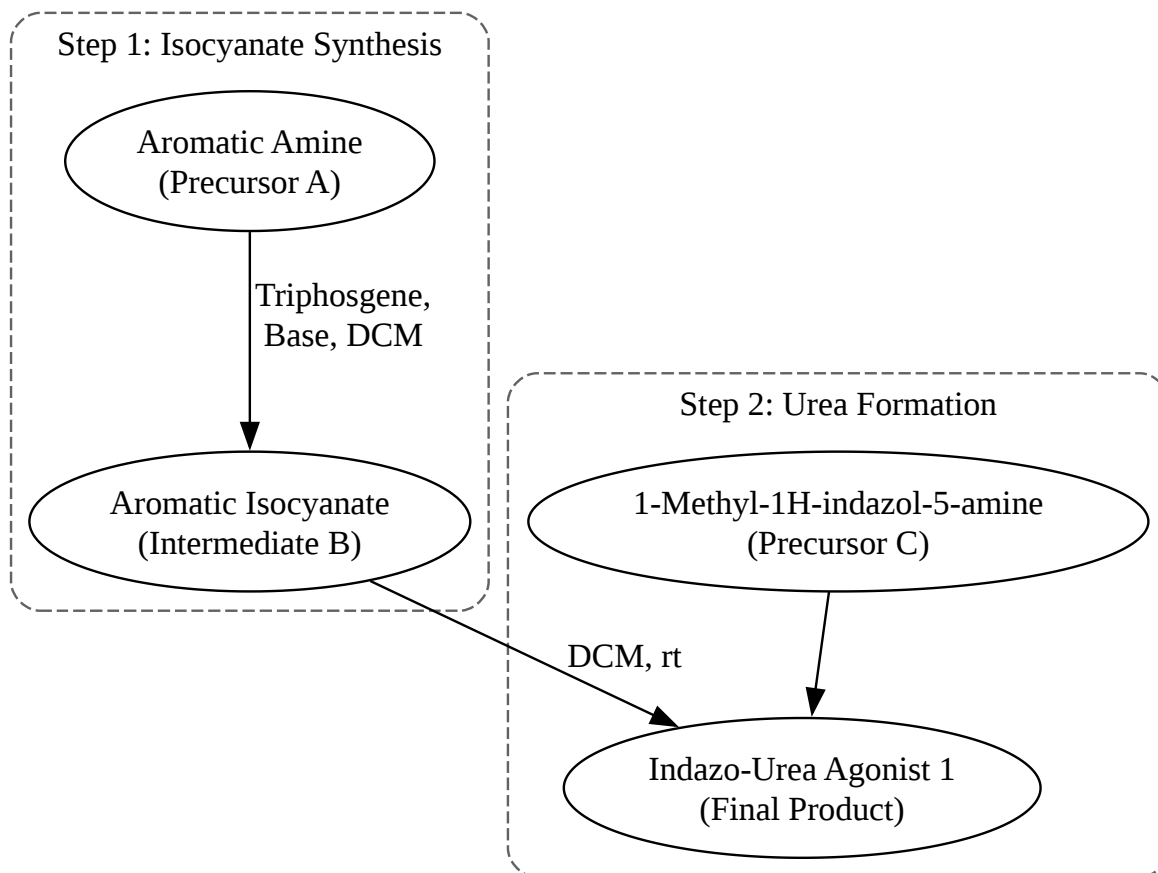 Step 1: Isocyanate Synthesis
Aromatic Amine
(Precursor A)
Triphosgene,
Base, DCM
Aromatic Isocyanate
(Intermediate B)
Step 2: Urea Formation
1-Methyl-1H-indazol-5-amine
(Precursor C)
DCM, rt
Indazo-Urea Agonist 1
(Final Product)